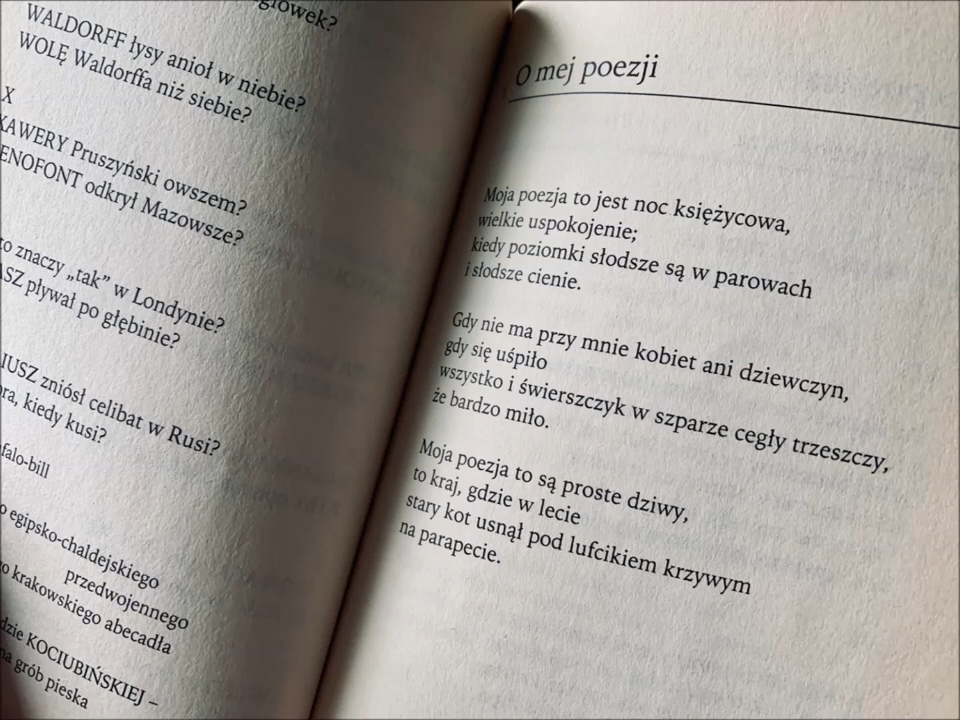 główek?
WALDORFF łysy anioł w niebie?
WOLĘ Waldorffa niż siebie?
X
XAWERY Pruszyński owszem?
ENOFONT odkrył Mazowsze?
to znaczy „tak” w Londynie?
ASZ pływał po głębinie?
IUSZ zniósł celibat w Rusi?
ora, kiedy kusi?
falo-bill
o egipsko-chaldejskiego
przedwojennego
go krakowskiego abecadła
dzie KOCIUBIŃSKIEJ –
na grób pieska
O mej poezji
Moja poezja to jest noc księżycowa,
wielkie uspokojenie;
kiedy poziomki słodsze są w parowach
i słodsze cienie.
Gdy nie ma przy mnie kobiet ani dziewczyn,
gdy się uśpiło
wszystko i świerszczyk w szparze cegły trzeszczy,
że bardzo miło.
Moja poezja to są proste dziwy,
to kraj, gdzie w lecie
stary kot usnął pod lufcikiem krzywym
na parapecie.